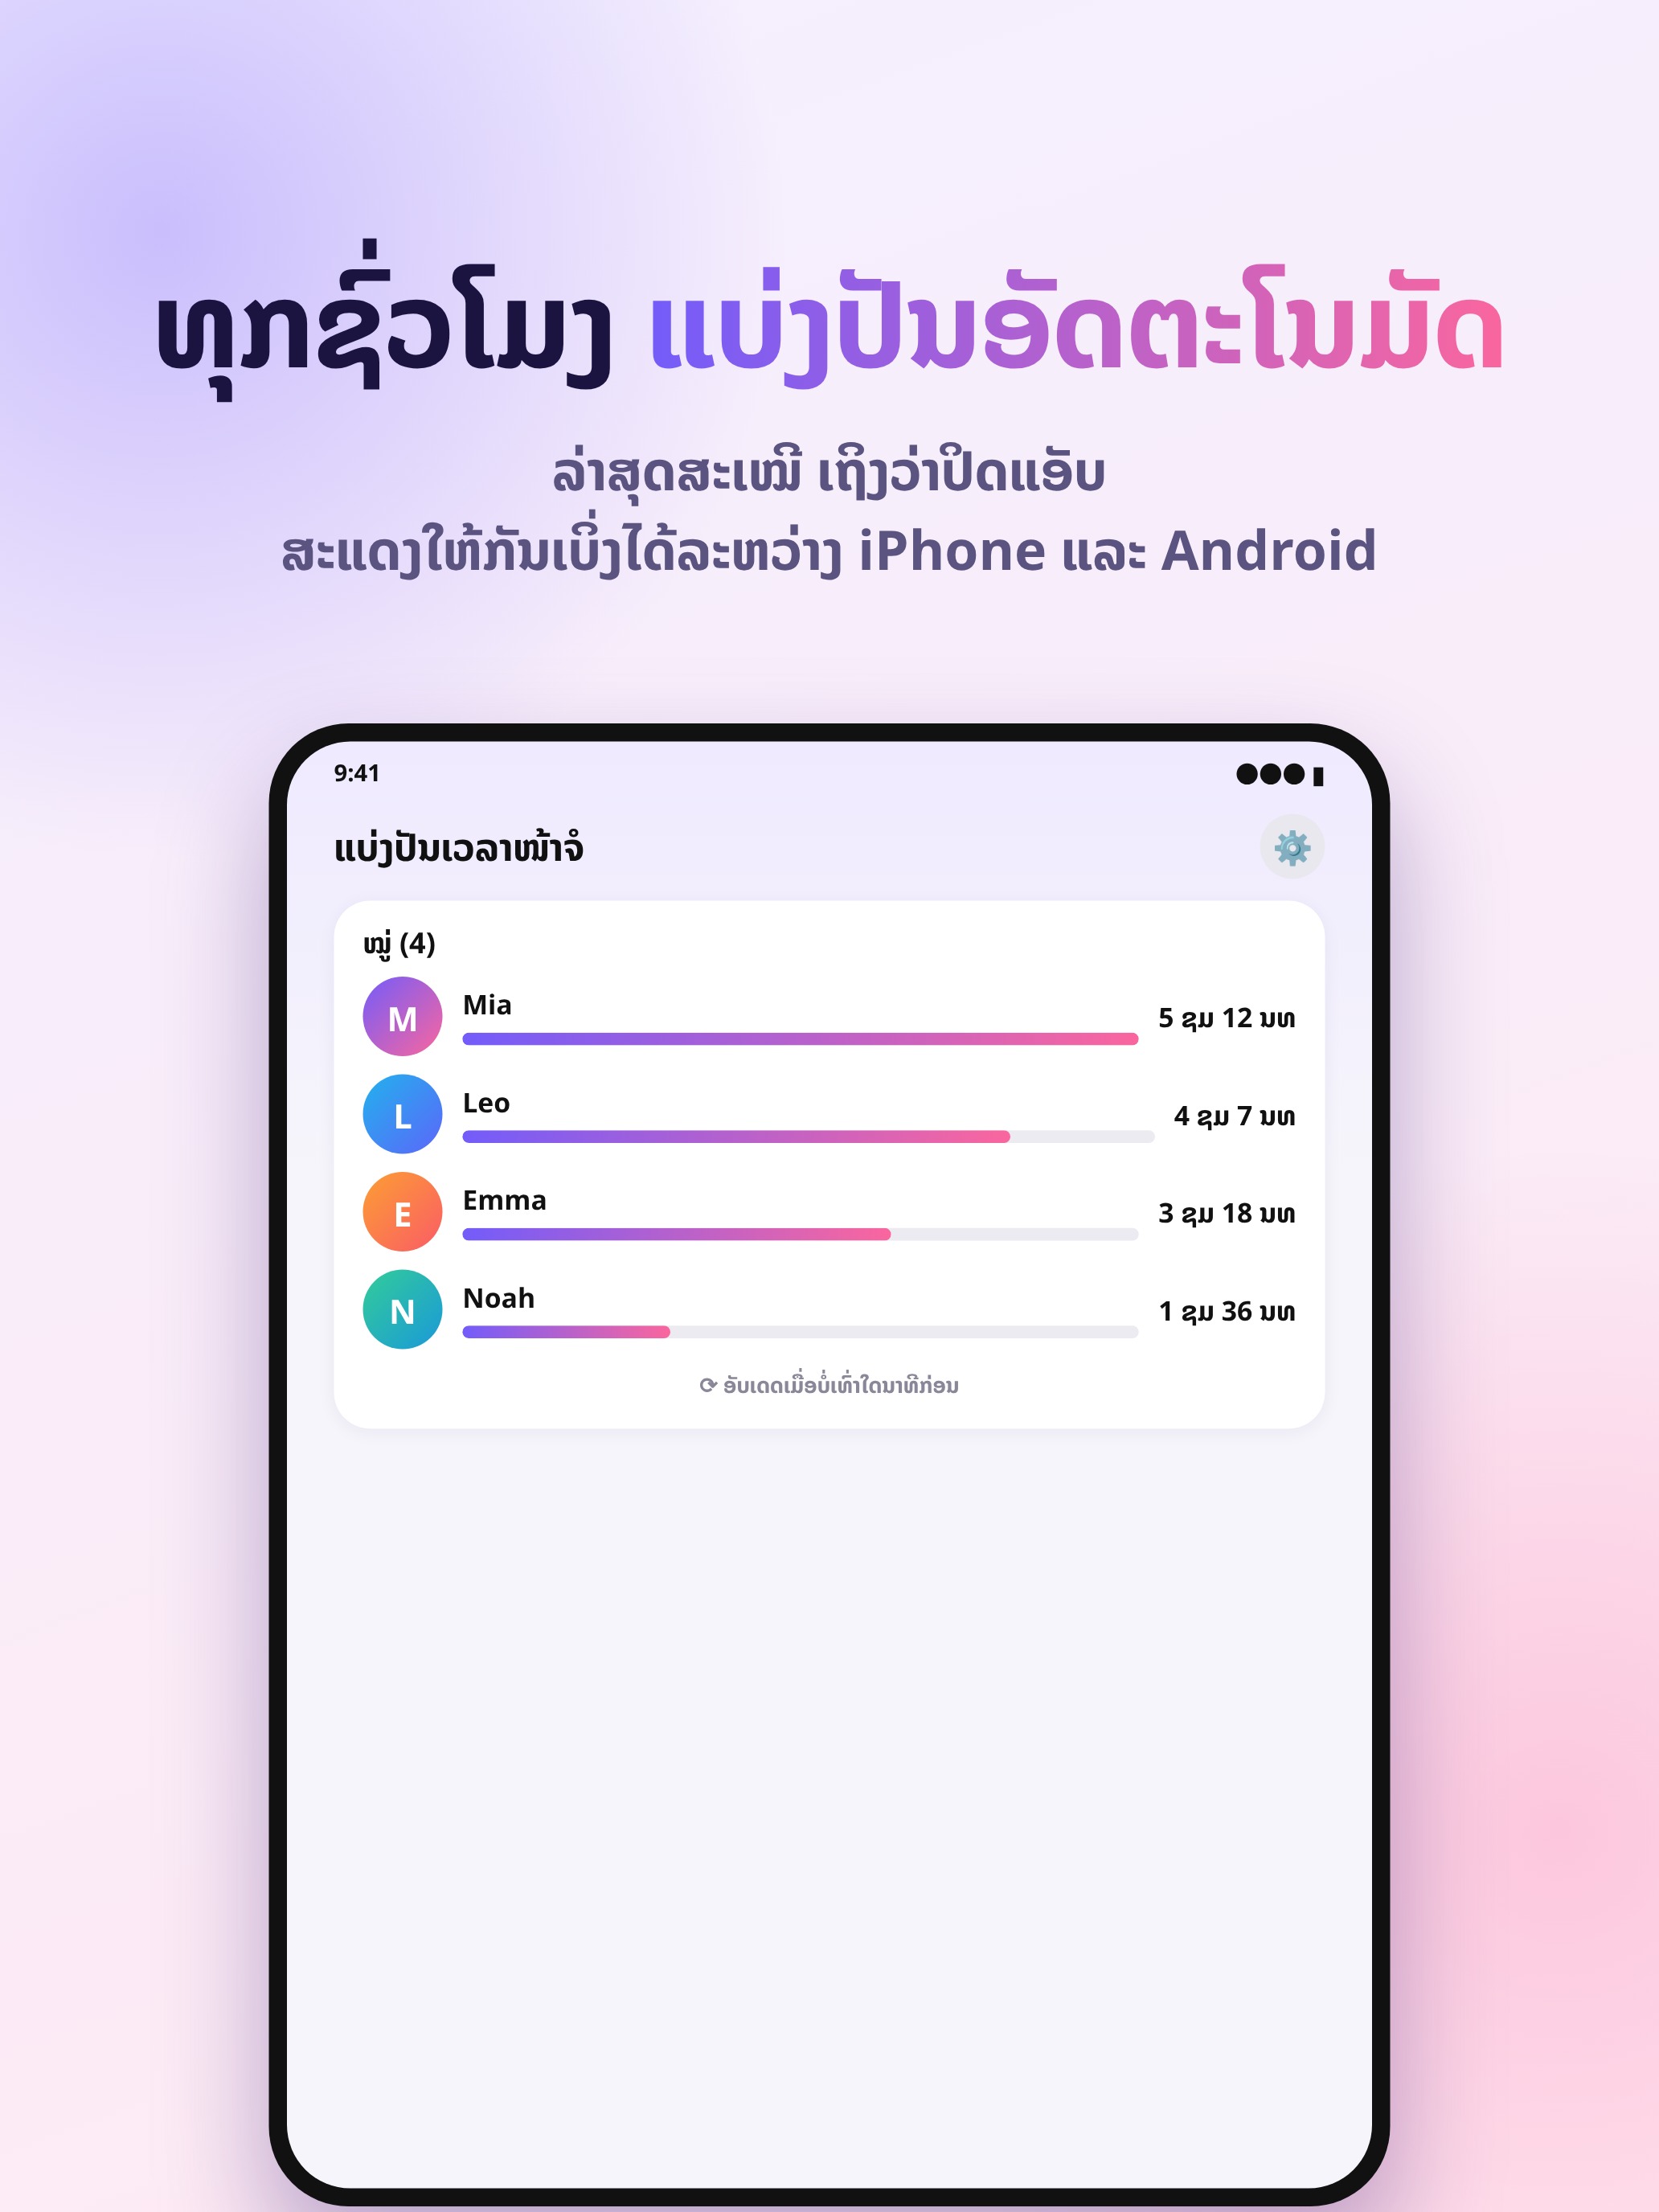 ທຸກຊົ່ວໂມງ ແບ່ງປັນອັດຕະໂນມັດ
ລ່າສຸດສະເໝີ ເຖິງວ່າປິດແອັບ
ສະແດງໃຫ້ກັນເບິ່ງໄດ້ລະຫວ່າງ iPhone ແລະ Android
9:41
ແບ່ງປັນເວລາໜ້າຈໍ
ໝູ່ (4)
M
Mia
5 ຊມ 12 ນທ
L
Leo
4 ຊມ 7 ນທ
E
Emma
3 ຊມ 18 ນທ
N
Noah
1 ຊມ 36 ນທ
⟳ ອັບເດດເມື່ອບໍ່ເທົ່າໃດນາທີກ່ອນ